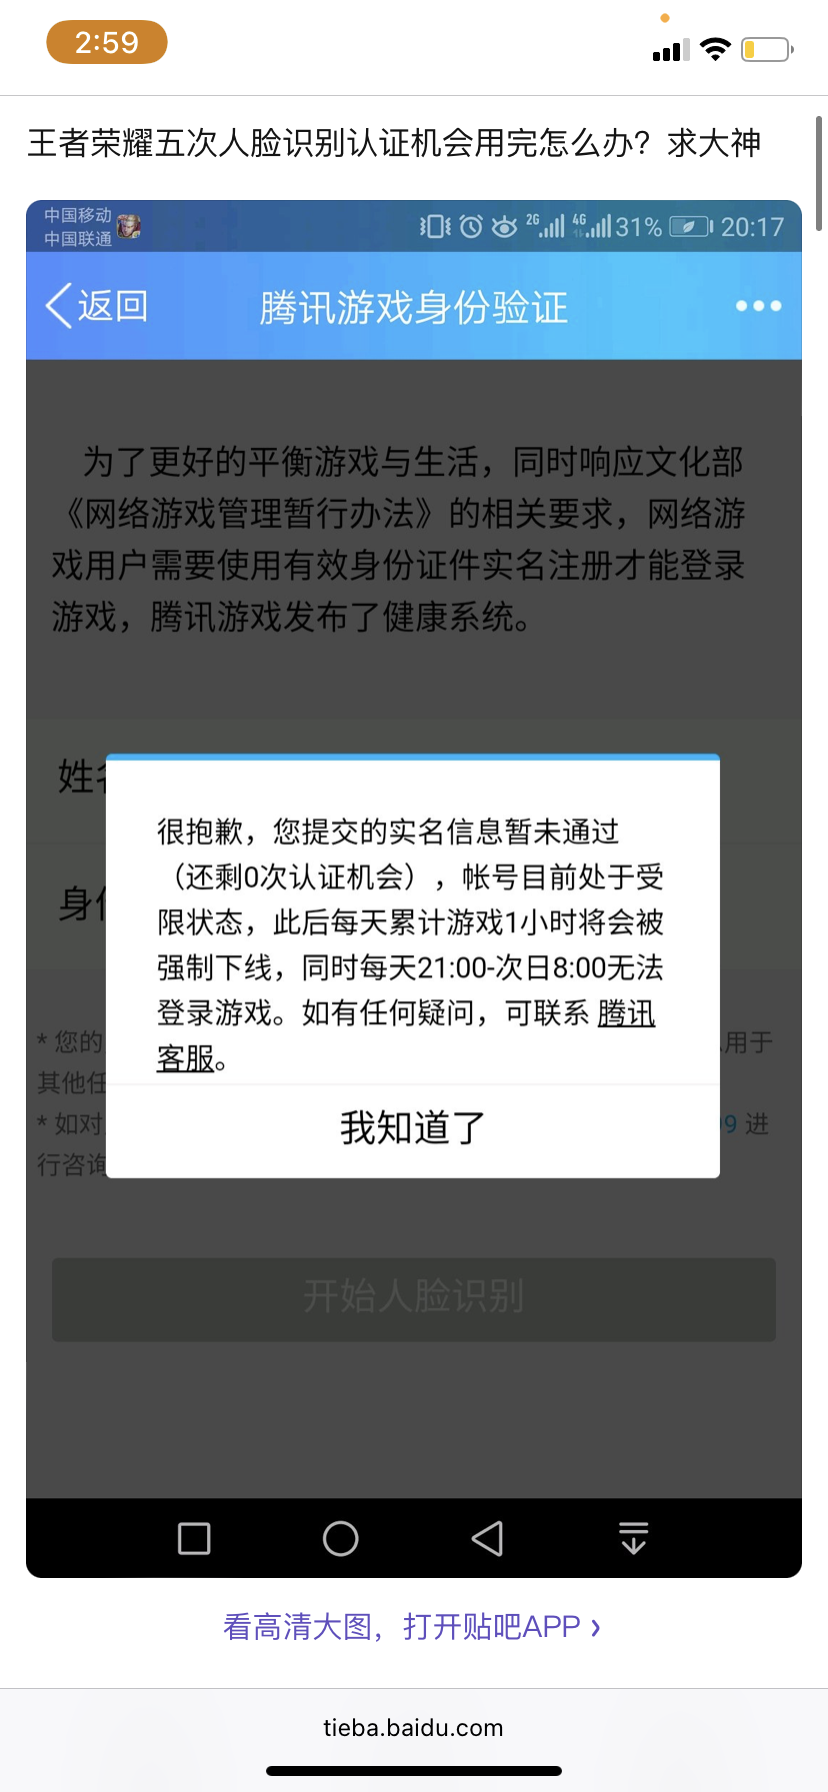 2:59
王者荣耀五次人脸识别认证机会用完怎么办？求大神
中国移动
中国联通
2G 4G 31% 20:17
返回 腾讯游戏身份验证
为了更好的平衡游戏与生活，同时响应文化部
《网络游戏管理暂行办法》的相关要求，网络游
戏用户需要使用有效身份证件实名注册才能登录
游戏，腾讯游戏发布了健康系统。
姓
身
很抱歉，您提交的实名信息暂未通过
（还剩0次认证机会），帐号目前处于受
限状态，此后每天累计游戏1小时将会被
强制下线，同时每天21:00-次日8:00无法
登录游戏。如有任何疑问，可联系 腾讯
客服。
我知道了
* 您的 用于
其他任
* 如对 9 进
行咨询
开始人脸识别
看高清大图，打开贴吧APP ›
tieba.baidu.com